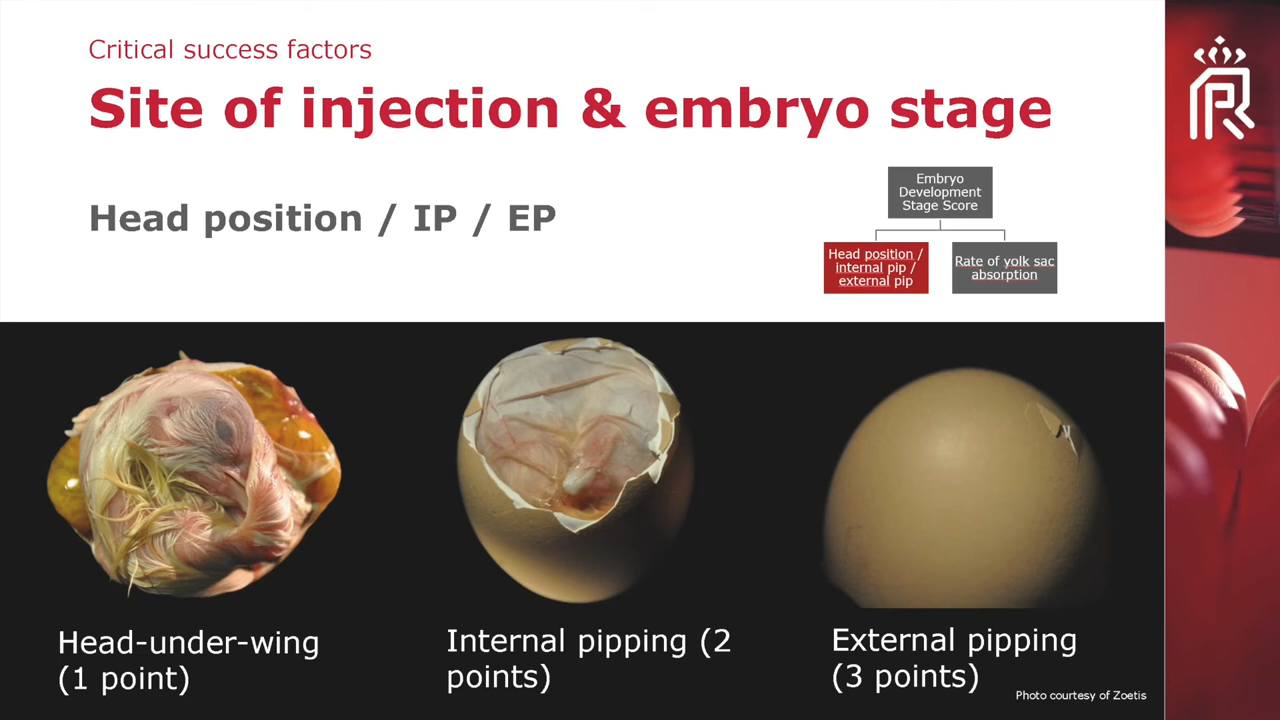 Critical success factors
Site of injection & embryo stage
Head position / IP / EP
Embryo
Development
Stage Score
Head position /
internal pip /
external pip
Rate of yolk sac
absorption
Head-under-wing
(1 point)
Internal pipping (2
points)
External pipping
(3 points)
Photo courtesy of Zoetis